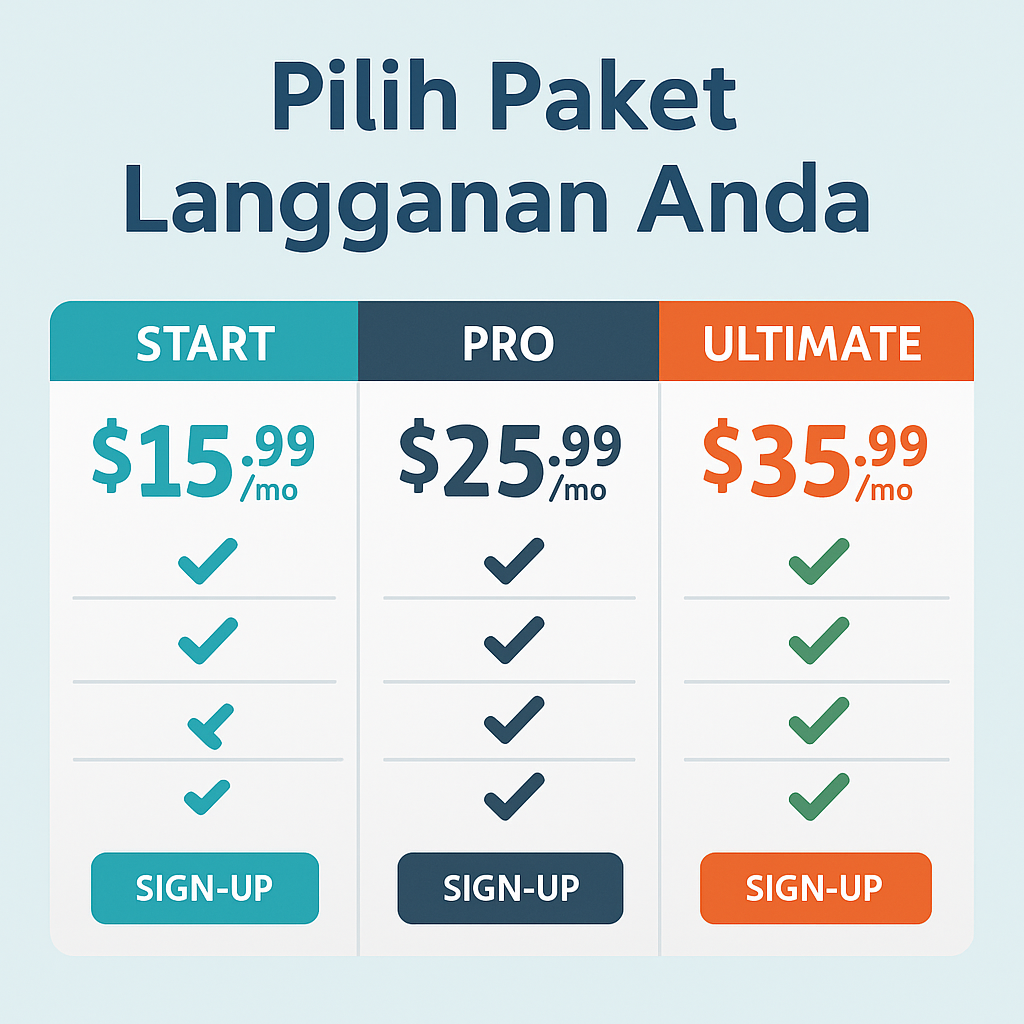 Pilih Paket
Langganan Anda
START
PRO
ULTIMATE
$15.99/mo
$25.99/mo
$35.99/mo
SIGN-UP
SIGN-UP
SIGN-UP